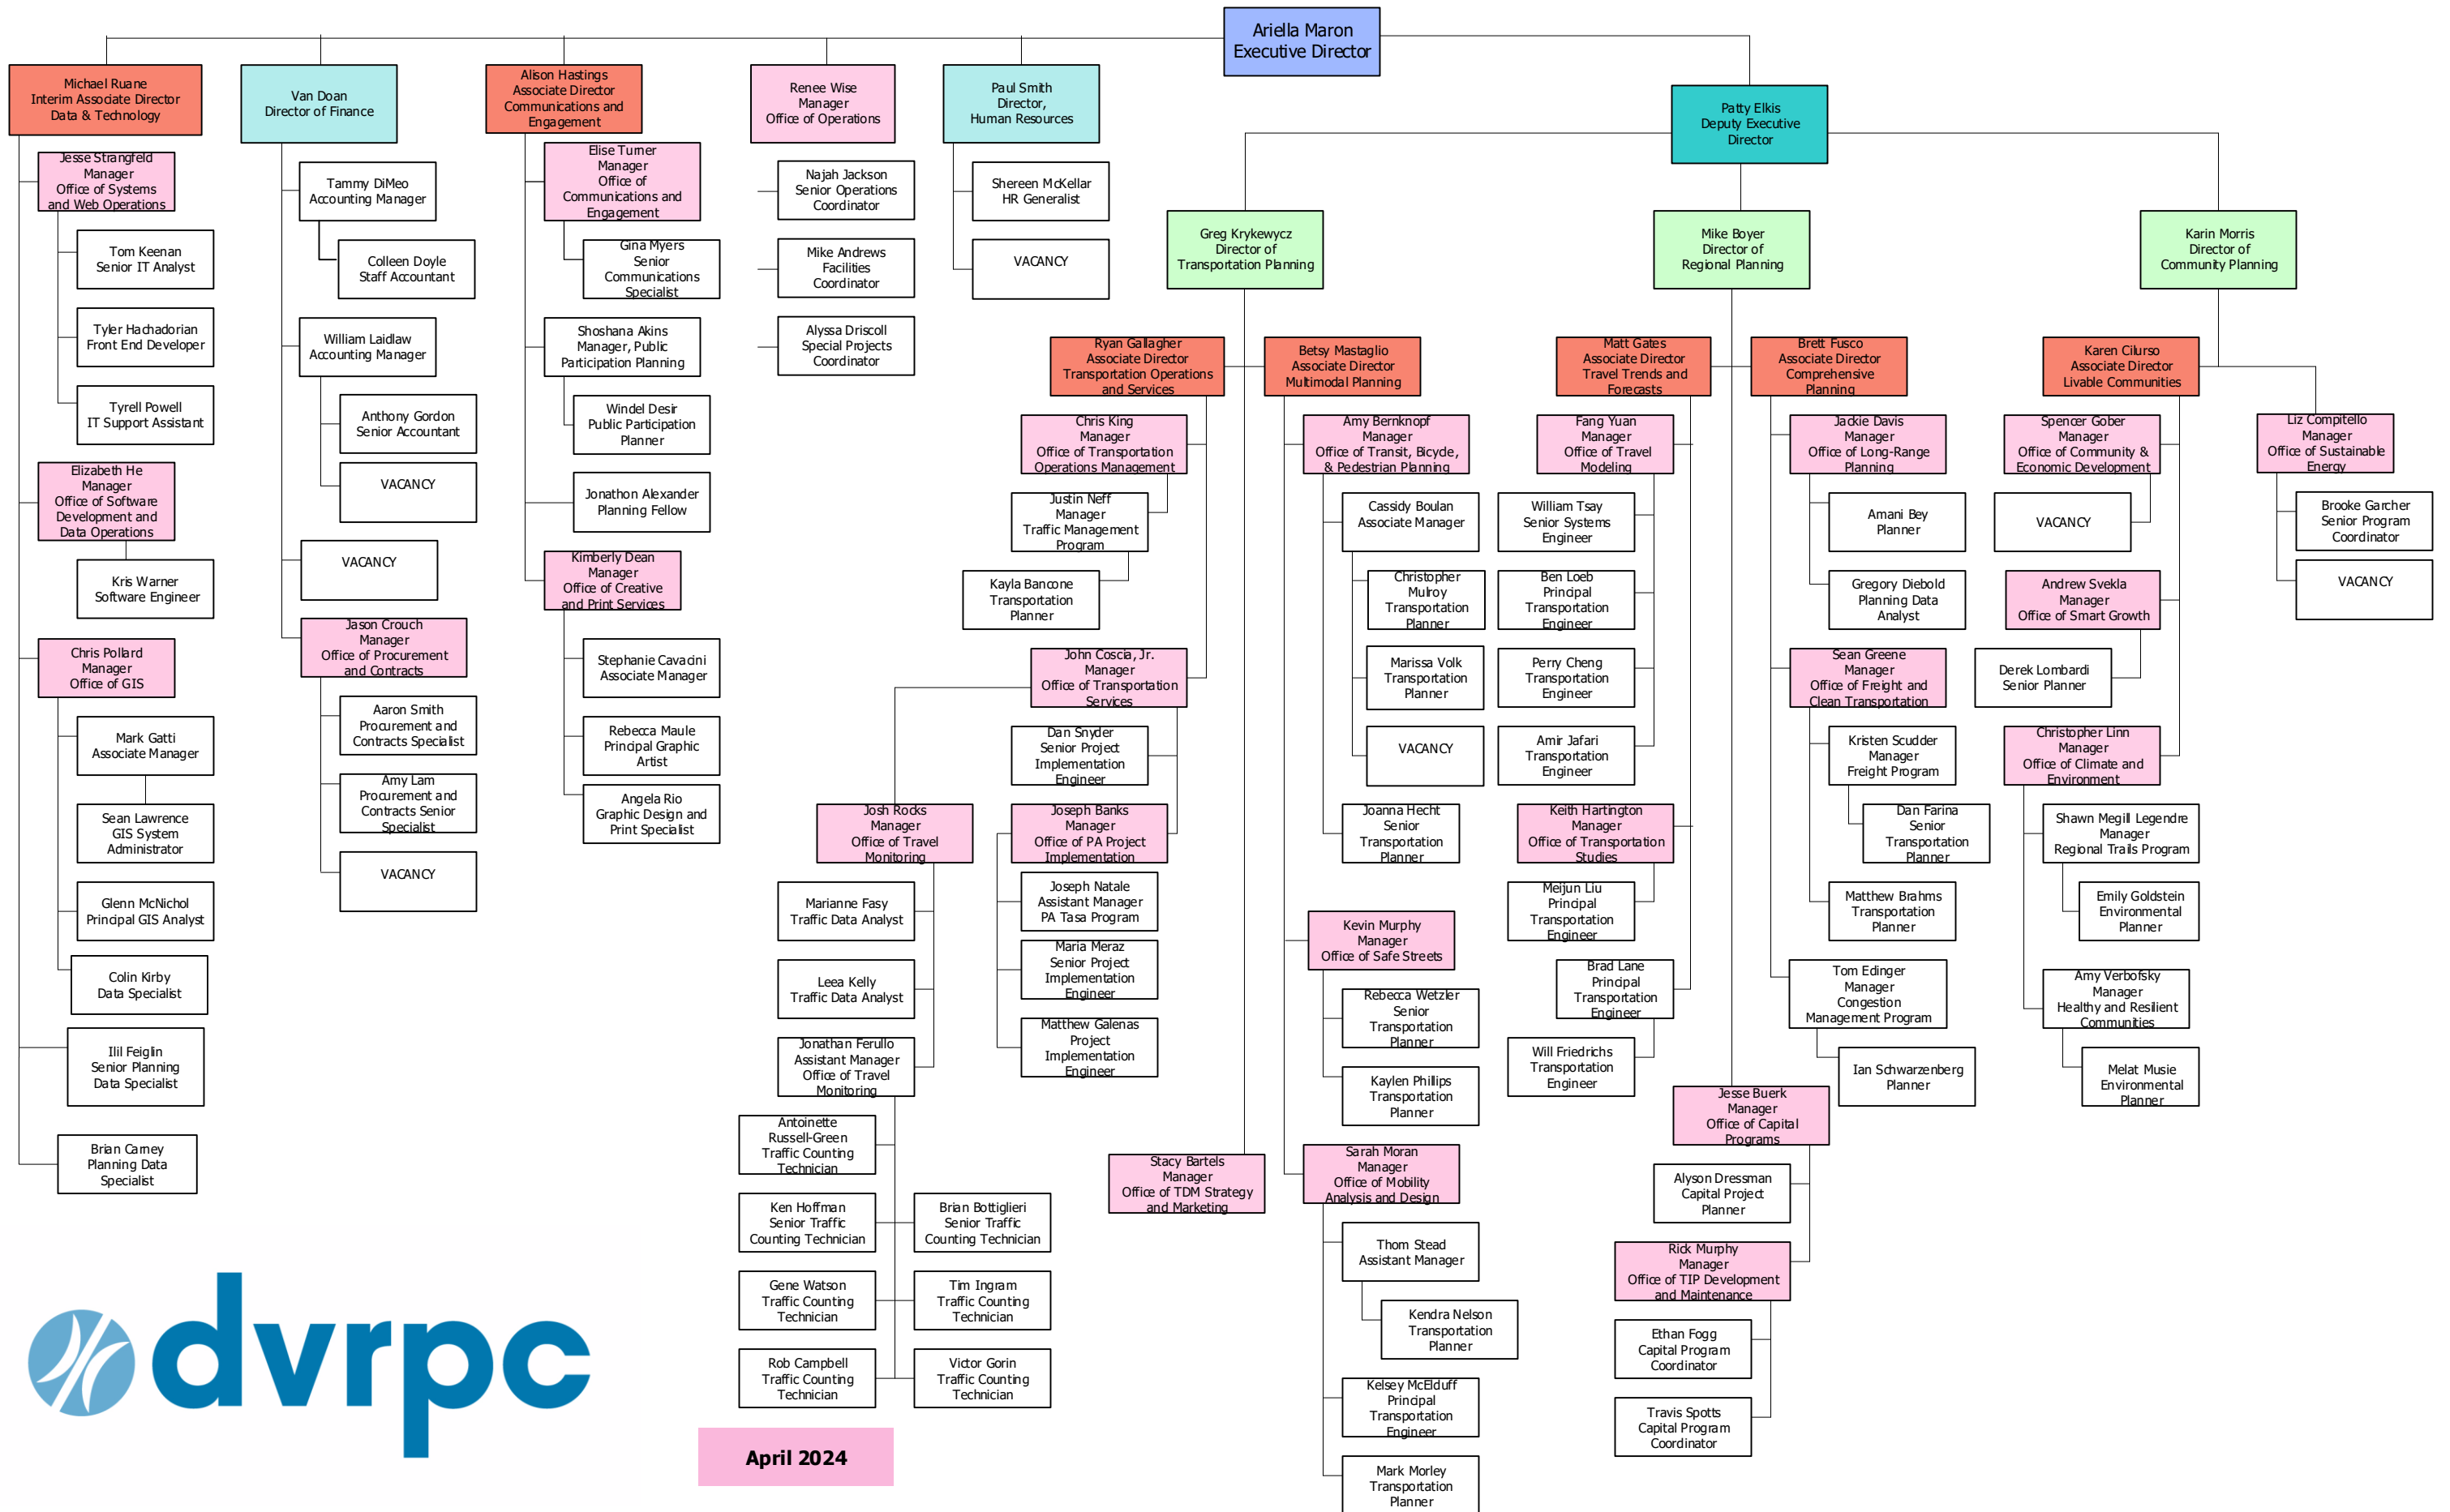 Ariella Maron
Executive Director
Michael Ruane
Interim Associate Director
Data & Technology
Jesse Strangfeld
Manager
Office of Systems
and Web Operations
Tom Keenan
Senior IT Analyst
Tyler Hachadorian
Front End Developer
Tyrell Powell
IT Support Assistant
Elizabeth He
Manager
Office of Software
Development and
Data Operations
Kris Warner
Software Engineer
Chris Pollard
Manager
Office of GIS
Mark Gatti
Associate Manager
Sean Lawrence
GIS System
Administrator
Glenn McNichol
Principal GIS Analyst
Colin Kirby
Data Specialist
Ilil Feiglin
Senior Planning
Data Specialist
Brian Carney
Planning Data
Specialist
Van Doan
Director of Finance
Tammy DiMeo
Accounting Manager
Colleen Doyle
Staff Accountant
William Laidlaw
Accounting Manager
Anthony Gordon
Senior Accountant
VACANCY
VACANCY
Jason Crouch
Manager
Office of Procurement
and Contracts
Aaron Smith
Procurement and
Contracts Specialist
Amy Lam
Procurement and
Contracts Senior
Specialist
VACANCY
Alison Hastings
Associate Director
Communications and
Engagement
Elise Turner
Manager
Office of
Communications and
Engagement
Gina Myers
Senior
Communications
Specialist
Shoshana Akins
Manager, Public
Participation Planning
Windel Desir
Public Participation
Planner
Jonathon Alexander
Planning Fellow
Kimberly Dean
Manager
Office of Creative
and Print Services
Stephanie Cavacini
Associate Manager
Rebecca Maule
Principal Graphic
Artist
Angela Rio
Graphic Design and
Print Specialist
Renee Wise
Manager
Office of Operations
Najah Jackson
Senior Operations
Coordinator
Mike Andrews
Facilities
Coordinator
Alyssa Driscoll
Special Projects
Coordinator
Paul Smith
Director,
Human Resources
Shereen McKellar
HR Generalist
VACANCY
Patty Elkis
Deputy Executive
Director
Greg Krykewycz
Director of
Transportation Planning
Ryan Gallagher
Associate Director
Transportation Operations
and Services
Chris King
Manager
Office of Transportation
Operations Management
Justin Neff
Manager
Traffic Management
Program
Kayla Bancone
Transportation
Planner
John Coscia, Jr.
Manager
Office of Transportation
Services
Dan Snyder
Senior Project
Implementation
Engineer
Josh Rocks
Manager
Office of Travel
Monitoring
Marianne Fasy
Traffic Data Analyst
Leea Kelly
Traffic Data Analyst
Jonathan Ferullo
Assistant Manager
Office of Travel
Monitoring
Antoinette
Russell-Green
Traffic Counting
Technician
Ken Hoffman
Senior Traffic
Counting Technician
Brian Bottiglieri
Senior Traffic
Counting Technician
Gene Watson
Traffic Counting
Technician
Tim Ingram
Traffic Counting
Technician
Rob Campbell
Traffic Counting
Technician
Victor Gorin
Traffic Counting
Technician
Joseph Banks
Manager
Office of PA Project
Implementation
Joseph Natale
Assistant Manager
PA Tasa Program
Maria Meraz
Senior Project
Implementation
Engineer
Matthew Galenas
Project
Implementation
Engineer
Stacy Bartels
Manager
Office of TDM Strategy
and Marketing
Betsy Mastaglio
Associate Director
Multimodal Planning
Amy Bernknopf
Manager
Office of Transit, Bicycle,
& Pedestrian Planning
Cassidy Boulan
Associate Manager
Christopher
Mulroy
Transportation
Planner
Marissa Volk
Transportation
Planner
VACANCY
Joanna Hecht
Senior
Transportation
Planner
Kevin Murphy
Manager
Office of Safe Streets
Rebecca Wetzler
Senior
Transportation
Planner
Kaylen Phillips
Transportation
Planner
Sarah Moran
Manager
Office of Mobility
Analysis and Design
Thom Stead
Assistant Manager
Kendra Nelson
Transportation
Planner
Kelsey McElduff
Principal
Transportation
Engineer
Mark Morley
Transportation
Planner
Mike Boyer
Director of
Regional Planning
Matt Gates
Associate Director
Travel Trends and
Forecasts
Fang Yuan
Manager
Office of Travel
Modeling
William Tsay
Senior Systems
Engineer
Ben Loeb
Principal
Transportation
Engineer
Perry Cheng
Transportation
Engineer
Amir Jafari
Transportation
Engineer
Keith Hartington
Manager
Office of Transportation
Studies
Meijun Liu
Principal
Transportation
Engineer
Brad Lane
Principal
Transportation
Engineer
Will Friedrichs
Transportation
Engineer
Brett Fusco
Associate Director
Comprehensive
Planning
Jackie Davis
Manager
Office of Long-Range
Planning
Amani Bey
Planner
Gregory Diebold
Planning Data
Analyst
Sean Greene
Manager
Office of Freight and
Clean Transportation
Kristen Scudder
Manager
Freight Program
Dan Farina
Senior
Transportation
Planner
Matthew Brahms
Transportation
Planner
Tom Edinger
Manager
Congestion
Management Program
Ian Schwarzenberg
Planner
Jesse Buerk
Manager
Office of Capital
Programs
Alyson Dressman
Capital Project
Planner
Rick Murphy
Manager
Office of TIP Development
and Maintenance
Ethan Fogg
Capital Program
Coordinator
Travis Spotts
Capital Program
Coordinator
Karin Morris
Director of
Community Planning
Karen Cilurso
Associate Director
Livable Communities
Spencer Gober
Manager
Office of Community &
Economic Development
VACANCY
Andrew Svekla
Manager
Office of Smart Growth
Derek Lombardi
Senior Planner
Christopher Linn
Manager
Office of Climate and
Environment
Shawn Megill Legendre
Manager
Regional Trails Program
Emily Goldstein
Environmental
Planner
Amy Verbofsky
Manager
Healthy and Resilient
Communities
Melat Musie
Environmental
Planner
Liz Compitello
Manager
Office of Sustainable
Energy
Brooke Garcher
Senior Program
Coordinator
VACANCY
dvrpc
April 2024